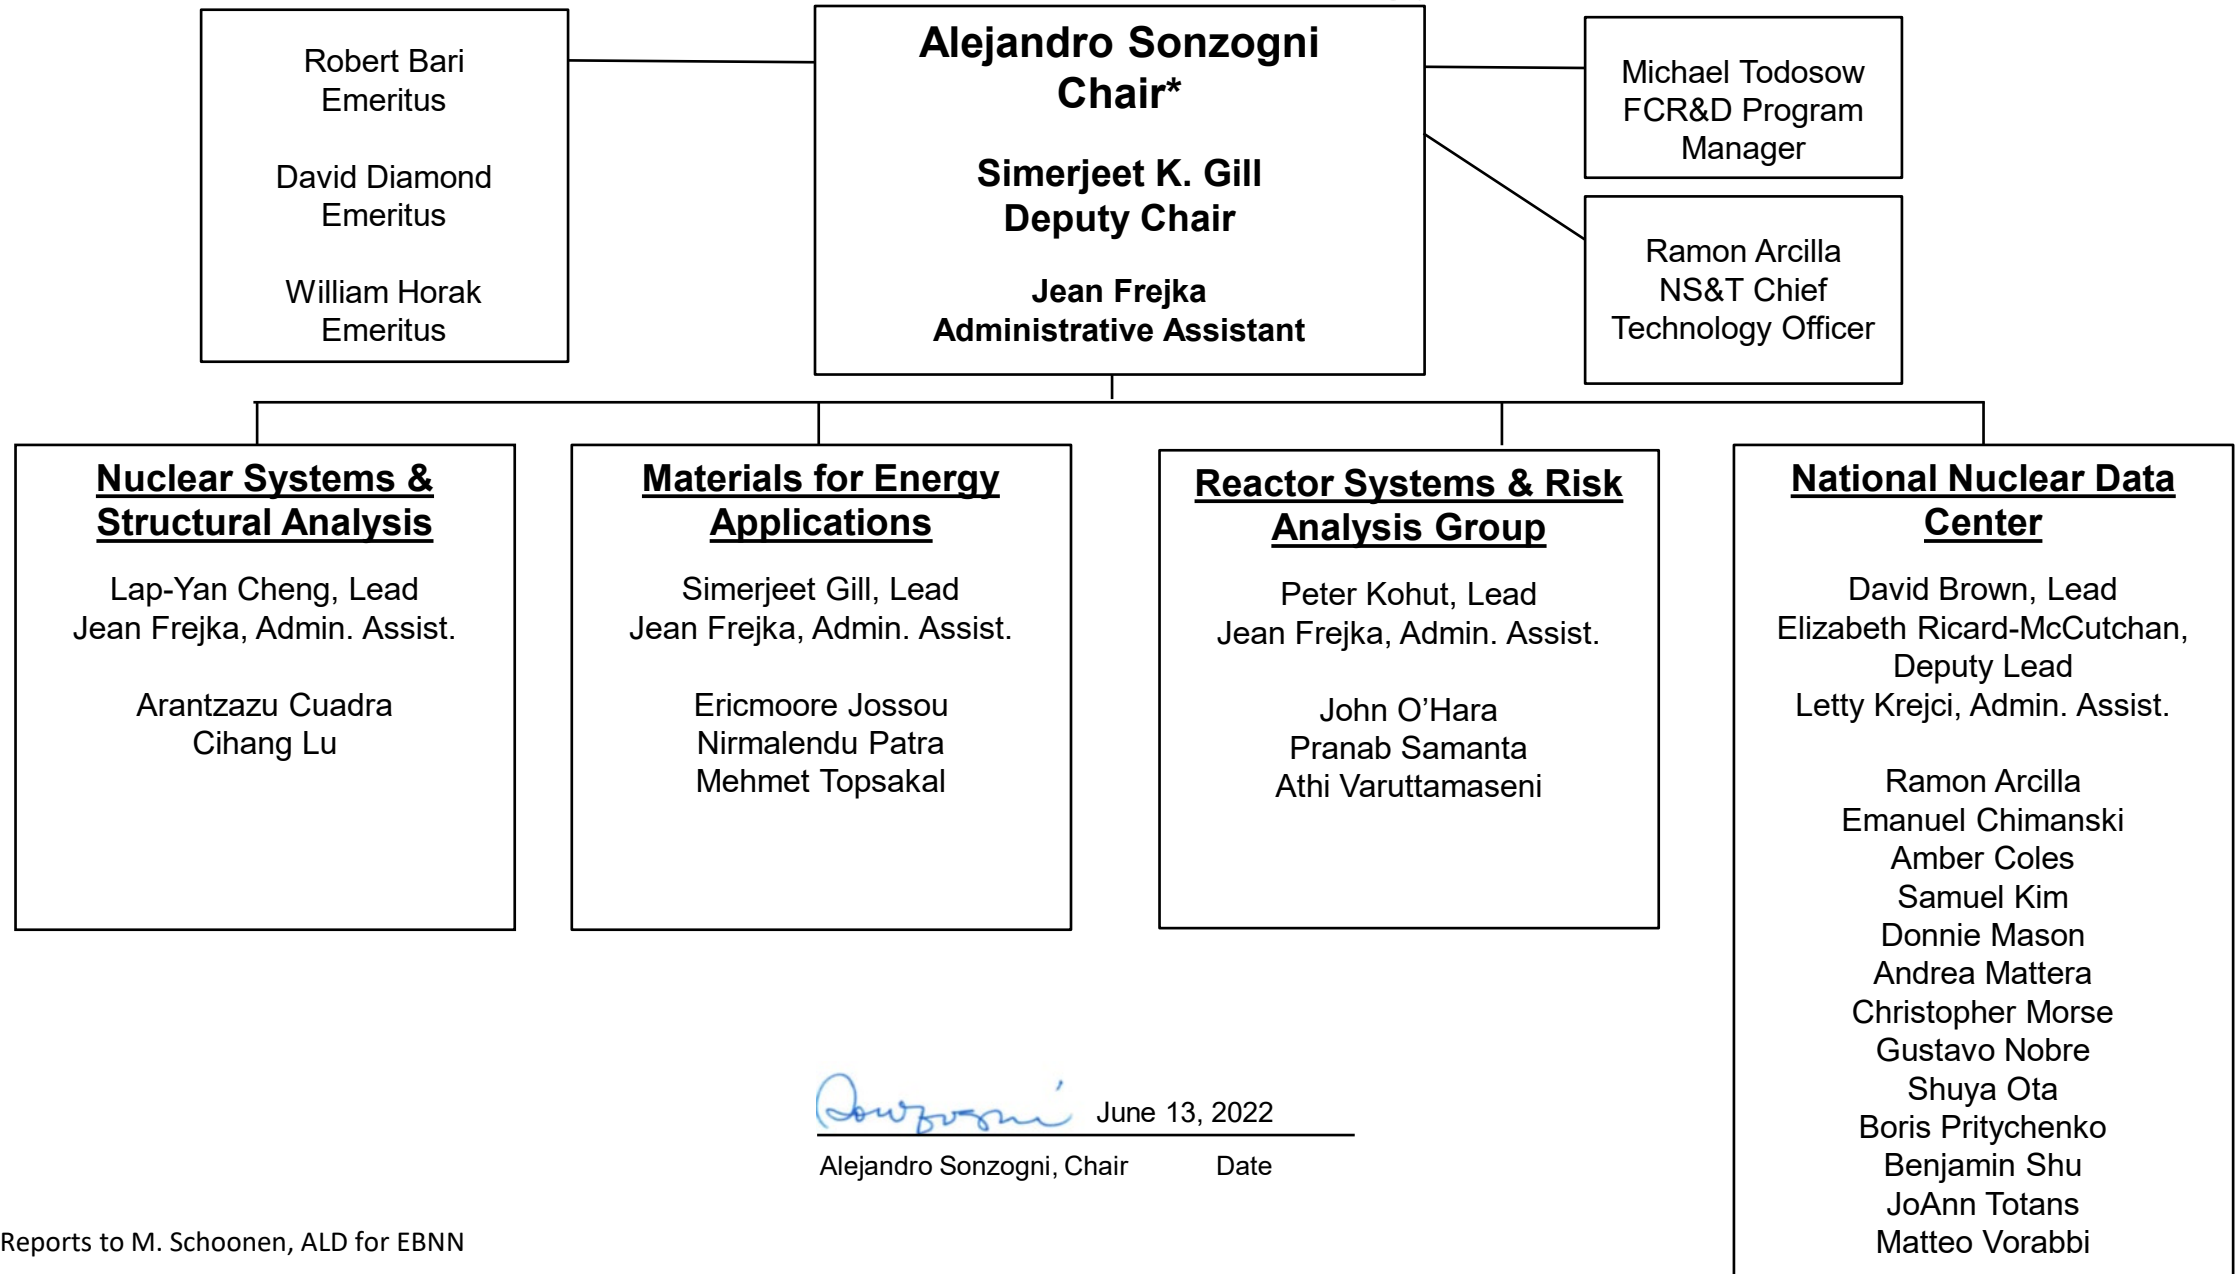 Robert Bari
Emeritus
David Diamond
Emeritus
William Horak
Emeritus
Alejandro Sonzogni
Chair*
Simerjeet K. Gill
Deputy Chair
Jean Frejka
Administrative Assistant
Michael Todosow
FCR&D Program
Manager
Ramon Arcilla
NS&T Chief
Technology Officer
Nuclear Systems &
Structural Analysis
Lap-Yan Cheng, Lead
Jean Frejka, Admin. Assist.
Arantzazu Cuadra
Cihang Lu
Materials for Energy
Applications
Simerjeet Gill, Lead
Jean Frejka, Admin. Assist.
Ericmoore Jossou
Nirmalendu Patra
Mehmet Topsakal
Reactor Systems & Risk
Analysis Group
Peter Kohut, Lead
Jean Frejka, Admin. Assist.
John O’Hara
Pranab Samanta
Athi Varuttamaseni
National Nuclear Data
Center
David Brown, Lead
Elizabeth Ricard-McCutchan,
Deputy Lead
Letty Krejci, Admin. Assist.
Ramon Arcilla
Emanuel Chimanski
Amber Coles
Samuel Kim
Donnie Mason
Andrea Mattera
Christopher Morse
Gustavo Nobre
Shuya Ota
Boris Pritychenko
Benjamin Shu
JoAnn Totans
Matteo Vorabbi
Sonzogni June 13, 2022
Alejandro Sonzogni, Chair Date
Reports to M. Schoonen, ALD for EBNN